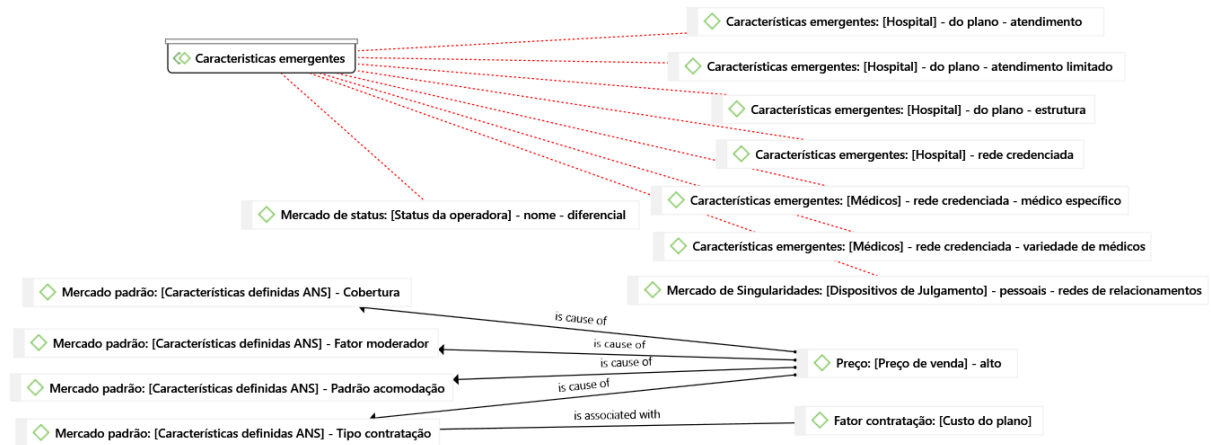 Características emergentes: [Hospital] - do plano - atendimento
Caracteristicas emergentes
Características emergentes: [Hospital] - do plano - atendimento limitado
Características emergentes: [Hospital] - do plano - estrutura
Características emergentes: [Hospital] - rede credenciada
Características emergentes: [Médicos] - rede credenciada - médico específico
Mercado de status: [Status da operadora] - nome - diferencial
Características emergentes: [Médicos] - rede credenciada - variedade de médicos
Mercado de Singularidades: [Dispositivos de Julgamento] - pessoais - redes de relacionamentos
Mercado padrão: [Características definidas ANS] - Cobertura
is cause of
Mercado padrão: [Características definidas ANS] - Fator moderador
is cause of
is cause of
Preço: [Preço de venda] - alto
Mercado padrão: [Características definidas ANS] - Padrão acomodação
is cause of
is associated with
Fator contratação: [Custo do plano]
Mercado padrão: [Características definidas ANS] - Tipo contratação